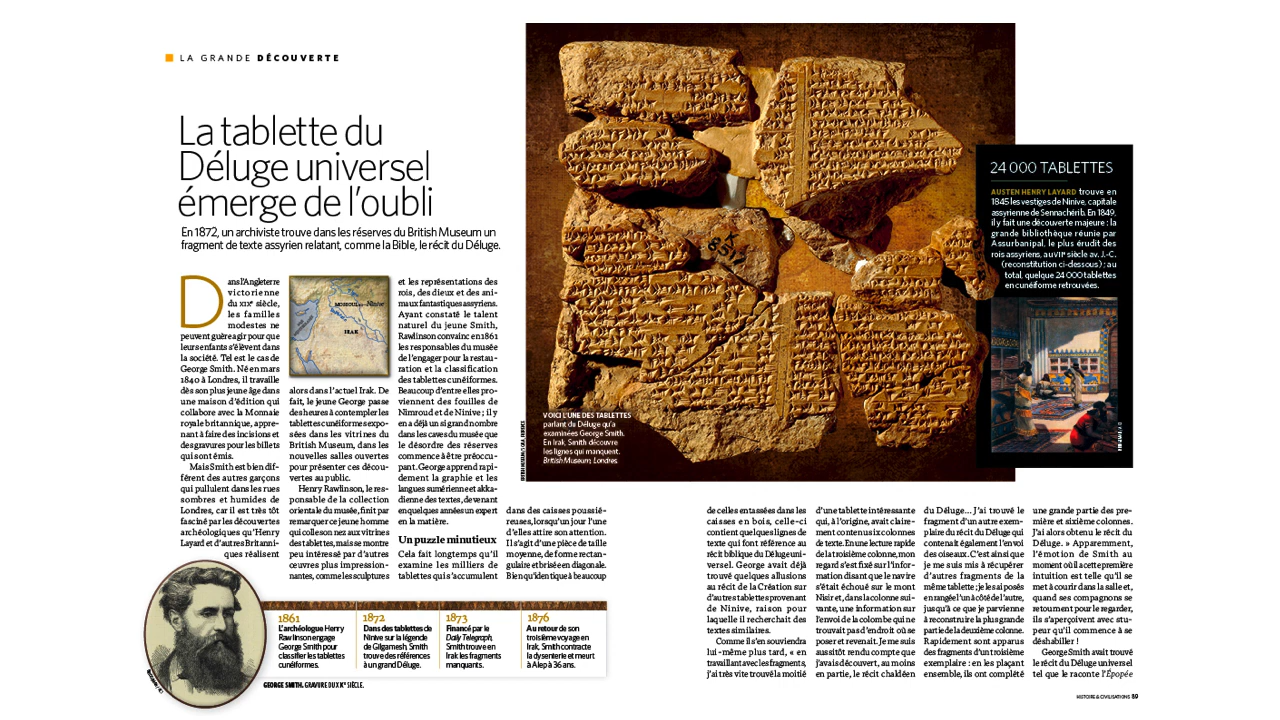 LA GRANDE DÉCOUVERTE
La tablette du
Déluge universel
émerge de l'oubli
En 1872, un archiviste trouve dans les réserves du British Museum un
fragment de texte assyrien relatant, comme la Bible, le récit du Déluge.
Dans l'Angleterre
victorienne
du XIXe siècle,
les familles
modestes ne
peuvent guère agir pour que
leurs enfants s'élèvent dans
la société. Tel est le cas de
George Smith. Né en mars
1840 à Londres, il travaille
dès son plus jeune âge dans
une maison d'édition qui
collabore avec la Monnaie
royale britannique, appre-
nant à faire des incisions et
des gravures pour les billets
qui sont émis.
Mais Smith est bien dif-
férent des autres garçons
qui pullulent dans les rues
sombres et humides de
Londres, car il est très tôt
fasciné par les découvertes
archéologiques qu'Henry
Layard et d'autres Britanni-
ques réalisent
MOSSOUL Ninive
IRAK
alors dans l'actuel Irak. De
fait, le jeune George passe
des heures à contempler les
tablettes cunéiformes expo-
sées dans les vitrines du
British Museum, dans les
nouvelles salles ouvertes
pour présenter ces décou-
vertes au public.
Henry Rawlinson, le res-
ponsable de la collection
orientale du musée, finit par
remarquer ce jeune homme
qui colle son nez aux vitrines
des tablettes, mais se montre
peu intéressé par d'autres
œuvres plus impression-
nantes, comme les sculptures
et les représentations des
rois, des dieux et des ani-
maux fantastiques assyriens.
Ayant constaté le talent
naturel du jeune Smith,
Rawlinson convainc en 1861
les responsables du musée
de l'engager pour la restau-
ration et la classification
des tablettes cunéiformes.
Beaucoup d'entre elles pro-
viennent des fouilles de
Nimroud et de Ninive ; il y
en a déjà un si grand nombre
dans les caves du musée que
le désordre des réserves
commence à être préoccu-
pant. George apprend rapi-
dement la graphie et les
langues sumérienne et akka-
dienne des textes, devenant
en quelques années un expert
en la matière.
Un puzzle minutieux
Cela fait longtemps qu'il
examine les milliers de
tablettes qui s'accumulent
dans des caisses poussié-
reuses, lorsqu'un jour l'une
d'elles attire son attention.
Il s'agit d'une pièce de taille
moyenne, de forme rectan-
gulaire et brisée en diagonale.
Bien qu'identique à beaucoup
de celles entassées dans les
caisses en bois, celle-ci
contient quelques lignes de
texte qui font référence au
récit biblique du Déluge uni-
versel. George avait déjà
trouvé quelques allusions
au récit de la Création sur
d'autres tablettes provenant
de Ninive, raison pour
laquelle il recherchait des
textes similaires.
Comme il s'en souviendra
lui-même plus tard, « en
travaillant avec les fragments,
j'ai très vite trouvé la moitié
d'une tablette intéressante
qui, à l'origine, avait claire-
ment contenu six colonnes
de texte. En une lecture rapide
de la troisième colonne, mon
regard s'est fixé sur l'infor-
mation disant que le navire
s'était échoué sur le mont
Nisir et, dans la colonne sui-
vante, une information sur
l'envoi de la colombe qui ne
trouvait pas d'endroit où se
poser et revenait. Je me suis
aussitôt rendu compte que
j'avais découvert, au moins
en partie, le récit chaldéen
du Déluge… J'ai trouvé le
fragment d'un autre exem-
plaire du récit du Déluge qui
contenait également l'envoi
des oiseaux. C'est ainsi que
je me suis mis à récupérer
d'autres fragments de la
même tablette ; je les ai posés
en rang l'un à côté de l'autre,
jusqu'à ce que je parvienne
à reconstruire la plus grande
partie de la deuxième colonne.
Rapidement sont apparus
des fragments d'un troisième
exemplaire : en les plaçant
ensemble, ils ont complété
une grande partie des pre-
mière et sixième colonnes.
J'ai alors obtenu le récit du
Déluge. » Apparemment,
l'émotion de Smith au
moment où il a cette première
intuition est telle qu'il se
met à courir dans la salle et,
quand ses compagnons se
retournent pour le regarder,
ils s'aperçoivent avec stu-
peur qu'il commence à se
déshabiller !
George Smith avait trouvé
le récit du Déluge universel
tel que le raconte l'Épopée
VOICI L'UNE DES TABLETTES
parlant du Déluge qu'a
examinées George Smith.
En Irak, Smith découvre
les lignes qui manquent.
British Museum, Londres.
24 000 TABLETTES
AUSTEN HENRY LAYARD trouve en
1845 les vestiges de Ninive, capitale
assyrienne de Sennachérib. En 1849,
il y fait une découverte majeure : la
grande bibliothèque réunie par
Assurbanipal, le plus érudit des
rois assyriens, au VIIe siècle av. J.-C.
(reconstitution ci-dessous) ; au
total, quelque 24 000 tablettes
en cunéiforme retrouvées.
1861
L'archéologue Henry
Rawlinson engage
George Smith pour
classifier les tablettes
cunéiformes.
1872
Dans des tablettes de
Ninive sur la légende
de Gilgamesh, Smith
trouve des références
à un grand Déluge.
1873
Financé par le
Daily Telegraph,
Smith trouve en
Irak les fragments
manquants.
1876
Au retour de son
troisième voyage en
Irak, Smith contracte
la dysenterie et meurt
à Alep à 36 ans.
GEORGE SMITH. GRAVURE DU XIXe SIÈCLE.
HISTOIRE & CIVILISATIONS 89